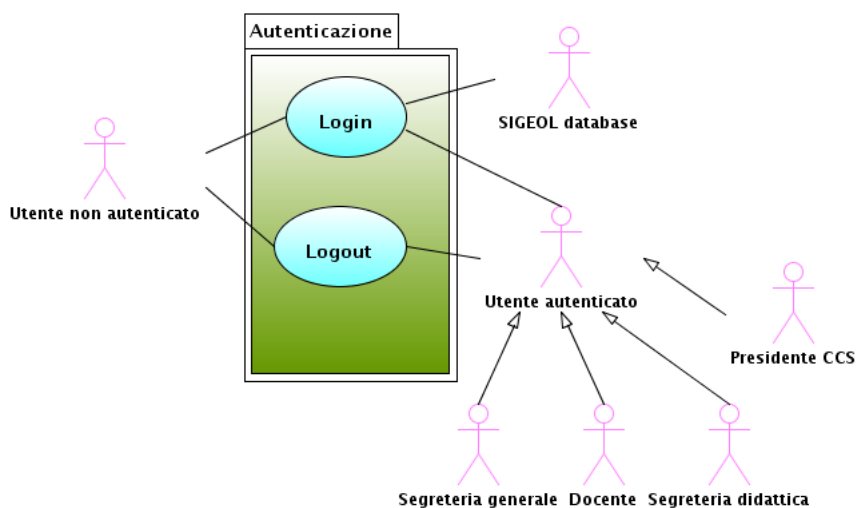 Autenticazione
Login
SIGEOL database
Utente non autenticato
Logout
Utente autenticato
Presidente CCS
Segreteria generale
Docente
Segreteria didattica